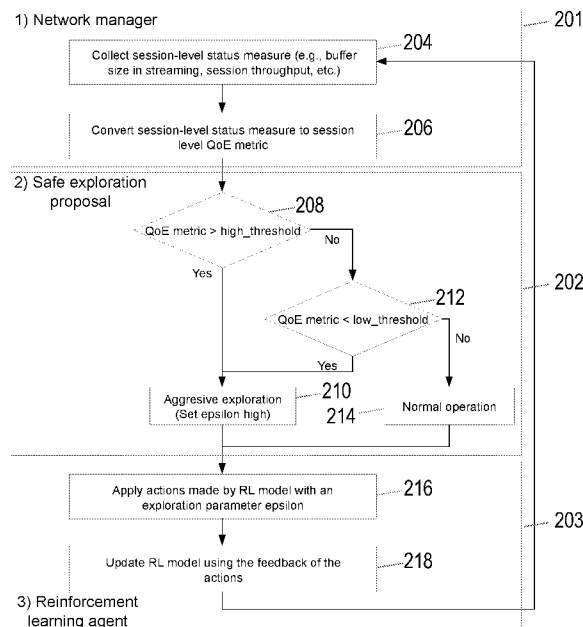 1) Network manager
201
204
Collect session-level status measure (e.g., buffer
size in streaming, session throughput, etc.)
206
Convert session-level status measure to session
level QoE metric
2) Safe exploration
proposal
208
QoE metric > high_threshold
No
Yes
202
212
QoE metric < low_threshold
No
Yes
210
Aggresive exploration
(Set epsilon high)
214
Normal operation
216
Apply actions made by RL model with an
exploration parameter epsilon
203
218
Update RL model using the feedback of the
actions
3) Reinforcement
learning agent